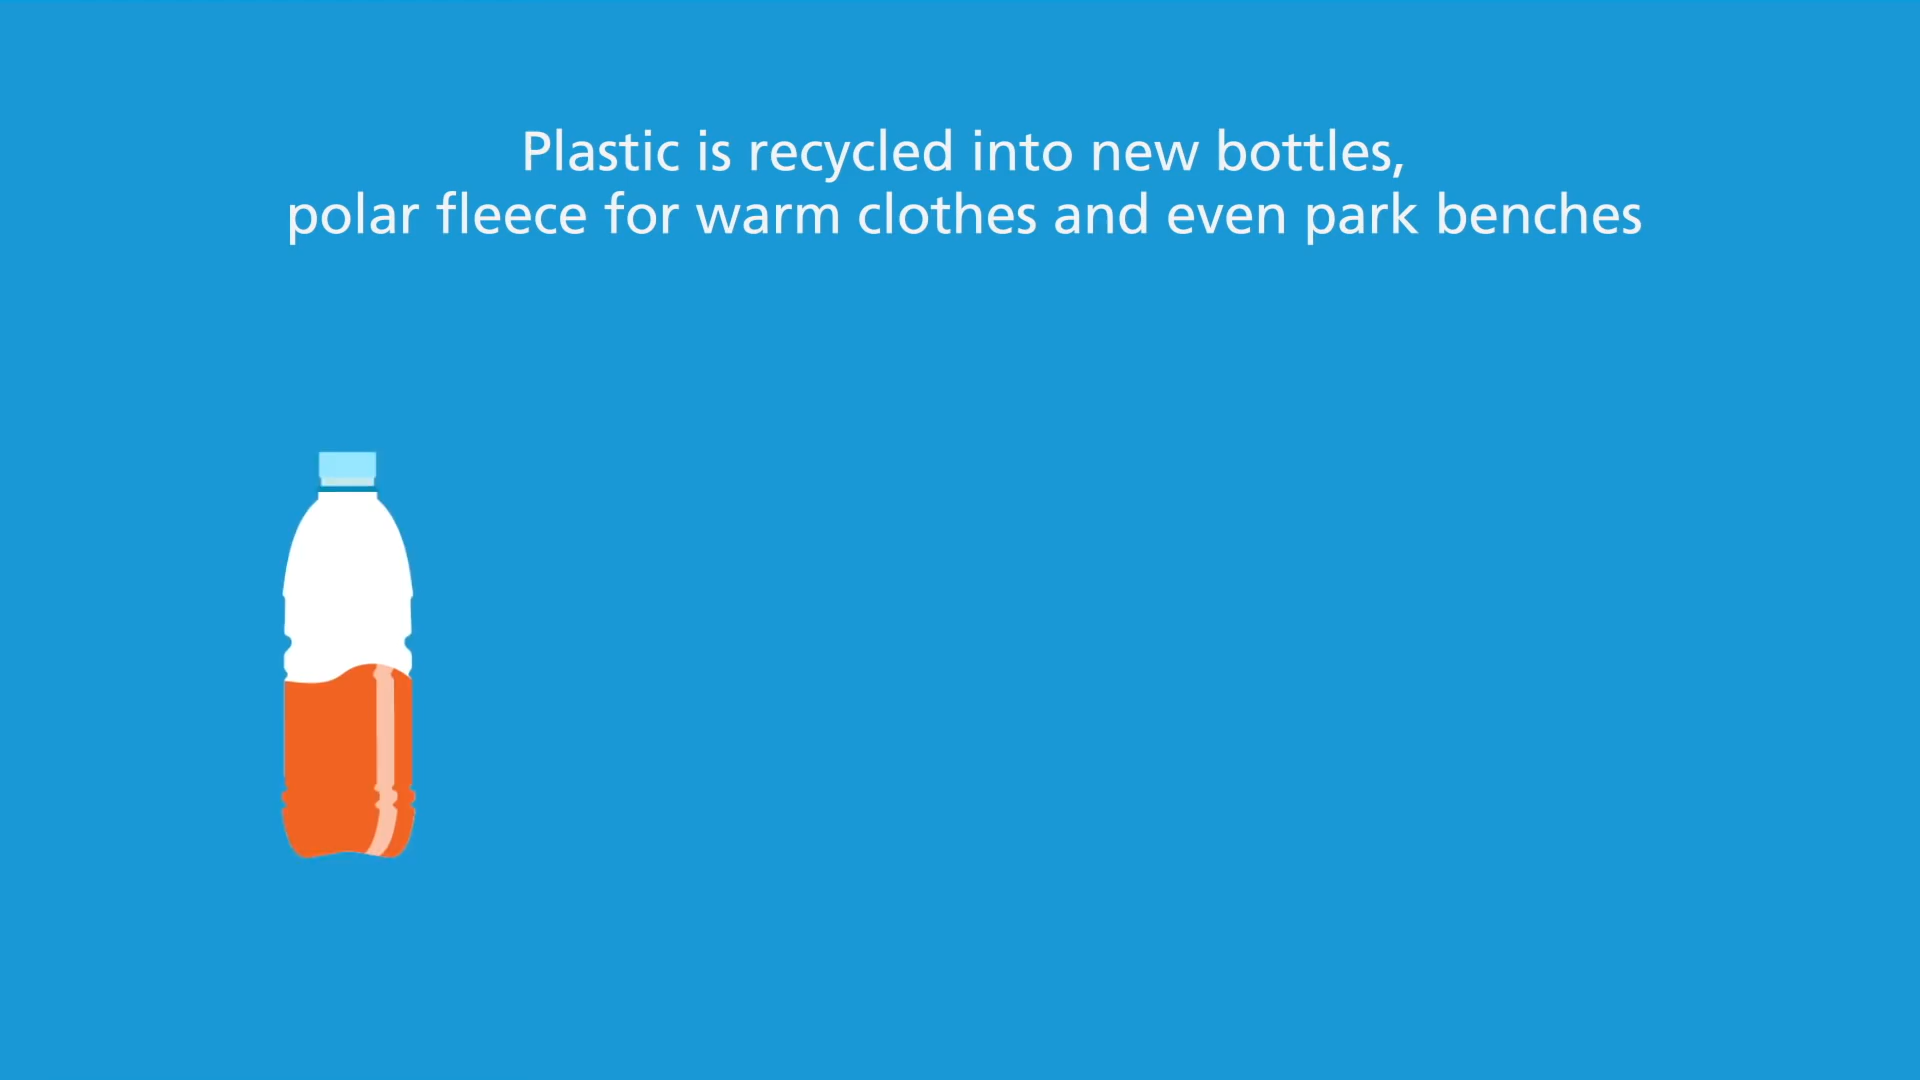 Plastic is recycled into new bottles,
polar fleece for warm clothes and even park benches